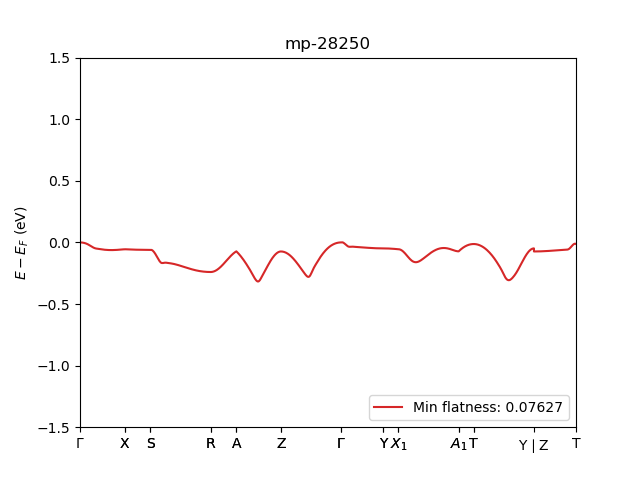 mp-28250
1.5
1.0
0.5
0.0
−0.5
−1.0
−1.5
E − E_F (eV)
Min flatness: 0.07627
Γ X S R A Z Γ Y X₁ A₁ T Y | Z T